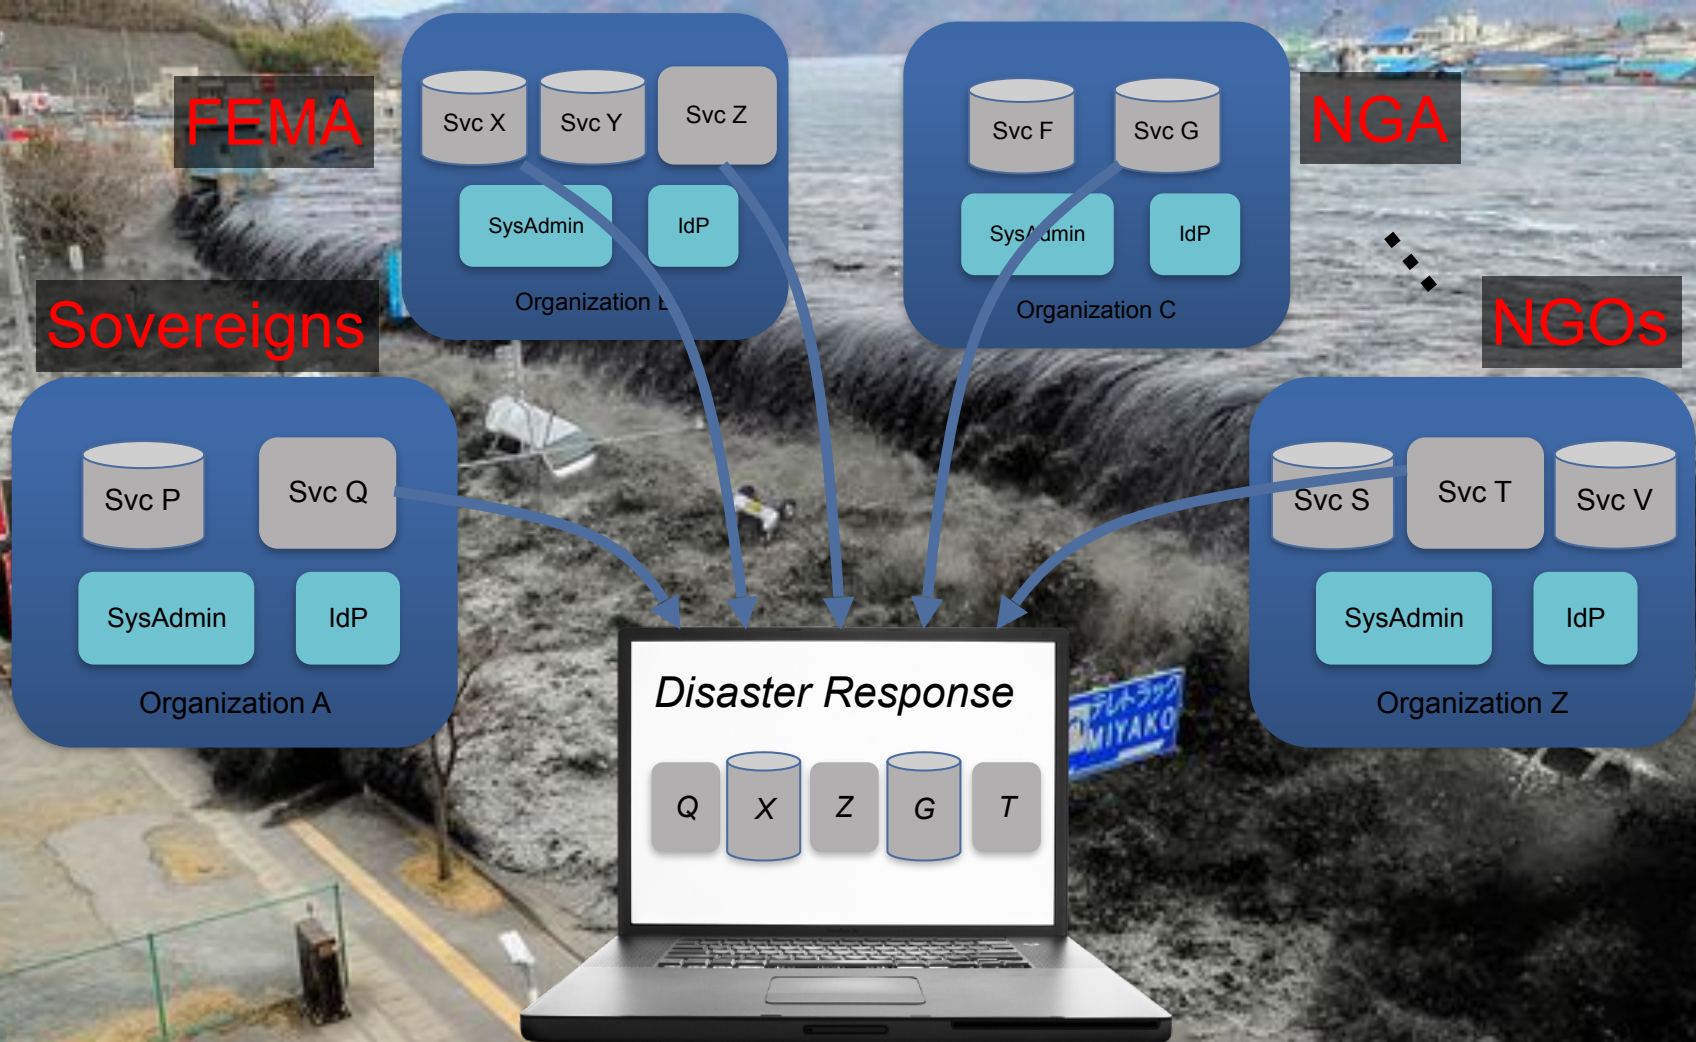 FEMA
Svc X
Svc Y
Svc Z
SysAdmin
IdP
Organization B
Svc F
Svc G
SysAdmin
IdP
Organization C
NGA
Sovereigns
NGOs
Svc P
Svc Q
SysAdmin
IdP
Organization A
Svc S
Svc T
Svc V
SysAdmin
IdP
Organization Z
Disaster Response
Q
X
Z
G
T
MIYAKO